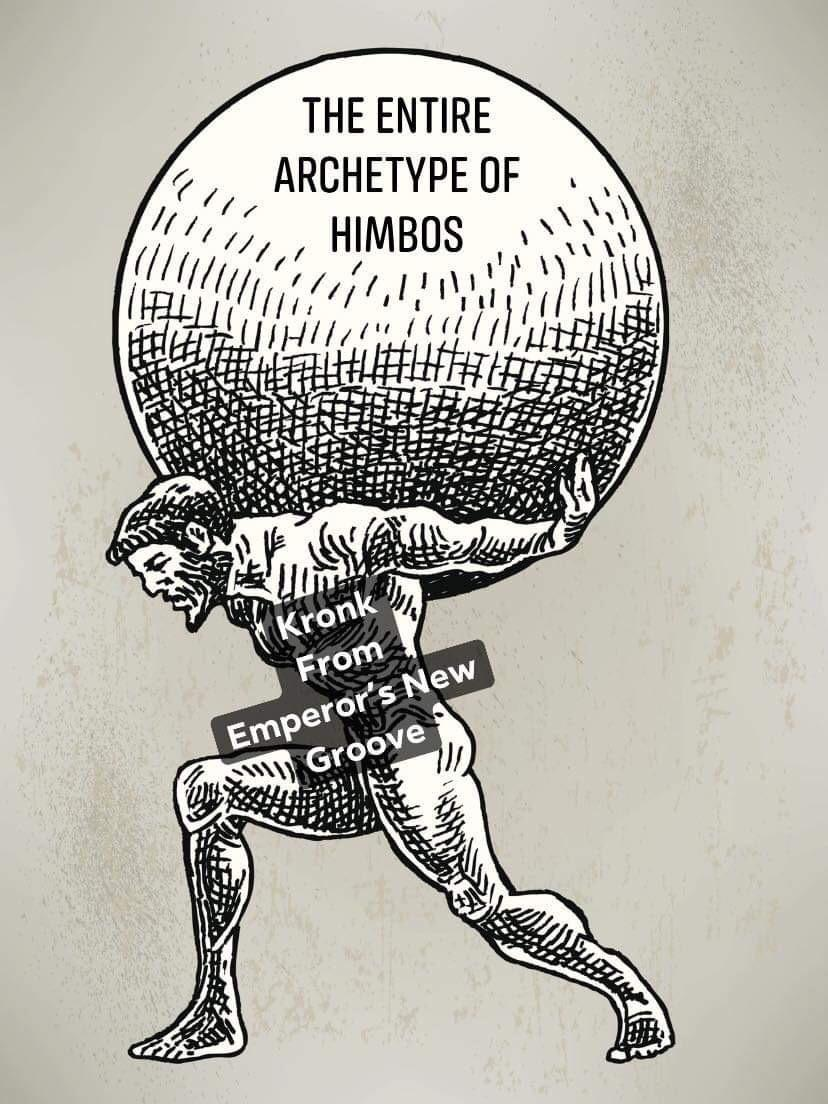 THE ENTIRE
ARCHETYPE OF
HIMBOS
Kronk
From
Emperor's New
Groove